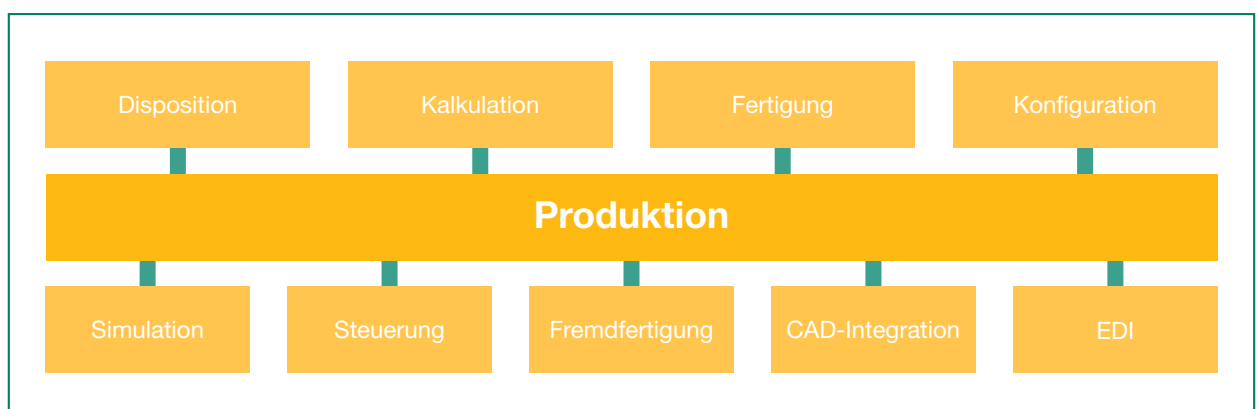 Disposition
Kalkulation
Fertigung
Konfiguration
Produktion
Simulation
Steuerung
Fremdfertigung
CAD-Integration
EDI